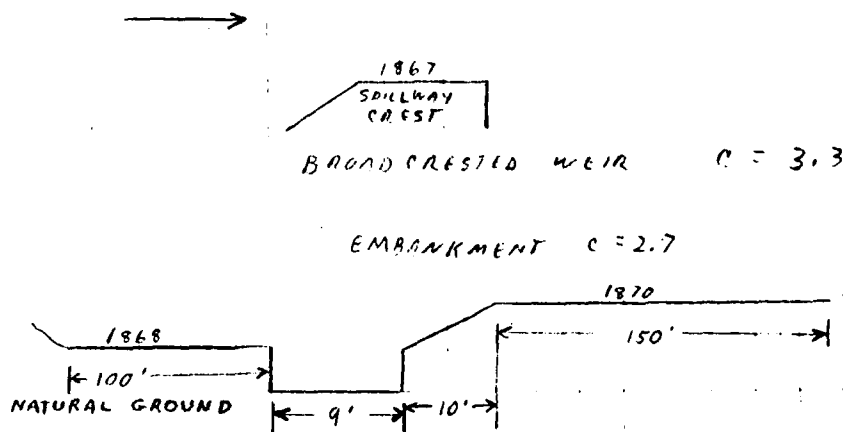 1867
SPILLWAY
CREST
BROAD CRESTED WEIR C = 3.3
EMBANKMENT C = 2.7
1870
1868
150'
100'
NATURAL GROUND
9'
10'